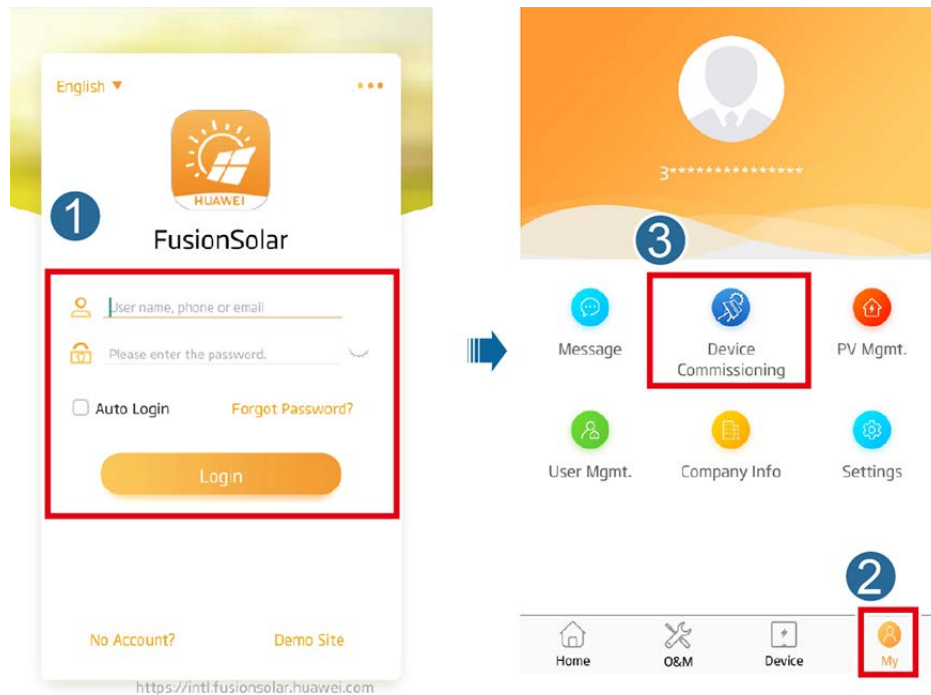 English
HUAWEI
1
FusionSolar
User name, phone or email
Please enter the password.
Auto Login Forgot Password?
Login
No Account? Demo Site
https://intl.fusionsolar.huawei.com
3***************
3
Message
Device
Commissioning
PV Mgmt.
User Mgmt.
Company Info
Settings
2
Home
O&M
Device
My